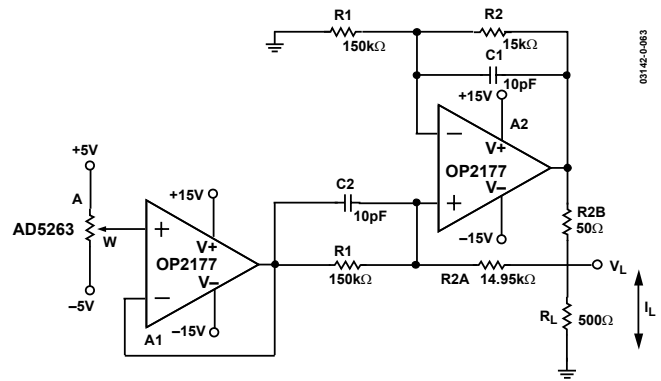 R1
150kΩ
R2
15kΩ
C1
10pF
+15V
A2
V+
OP2177
V–
–15V
+5V
A
AD5263
W
–5V
+15V
V+
OP2177
V–
–15V
A1
C2
10pF
R1
150kΩ
R2A
14.95kΩ
R2B
50Ω
VL
RL
500Ω
IL
03142-0-063